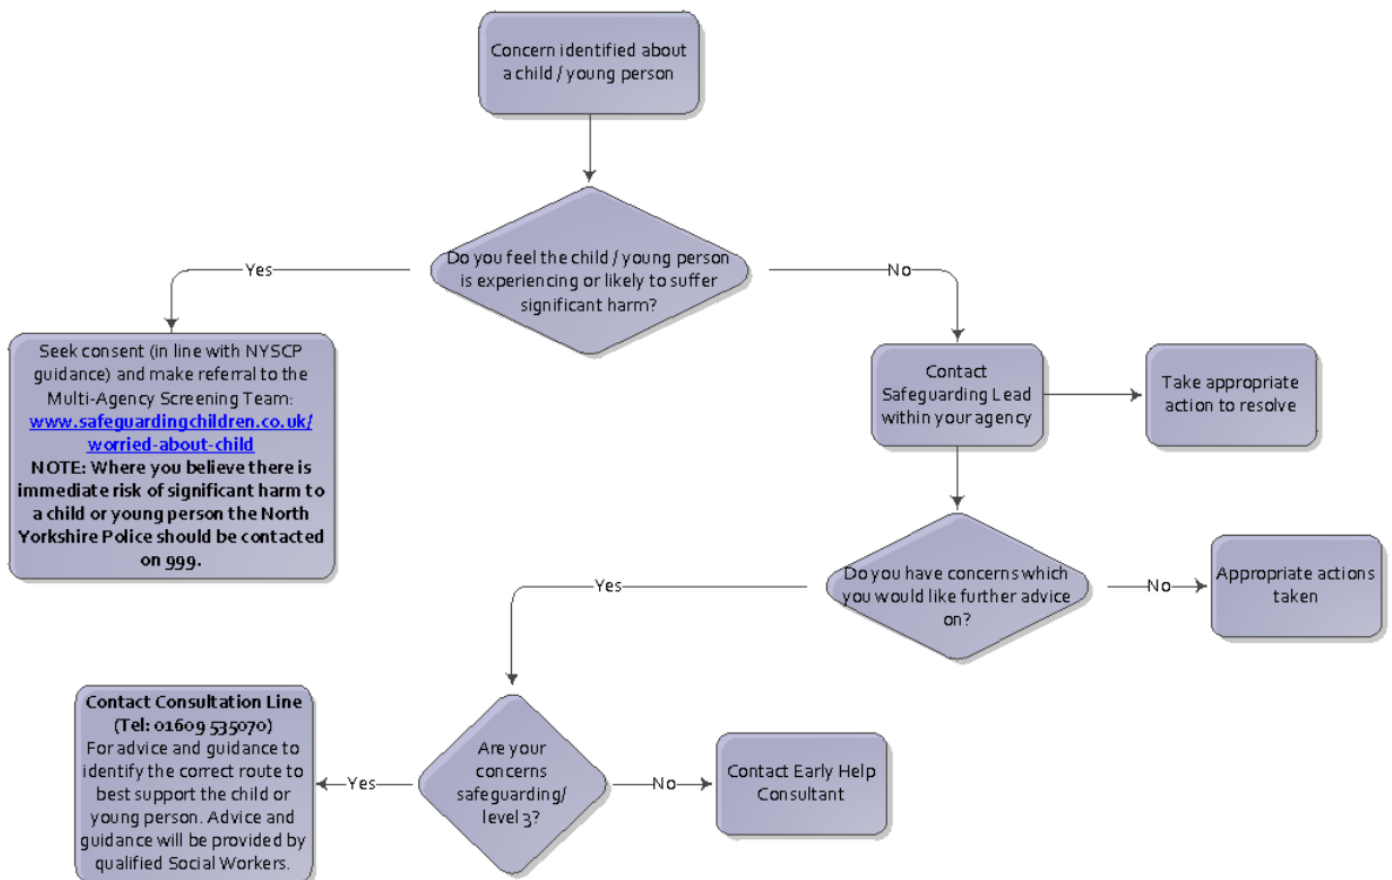 Concern identified about
a child / young person
Do you feel the child / young person
is experiencing or likely to suffer
significant harm?
Yes
No
Seek consent (in line with NYSCP
guidance) and make referral to the
Multi-Agency Screening Team:
www.safeguardingchildren.co.uk/
worried-about-child
NOTE: Where you believe there is
immediate risk of significant harm to
a child or young person the North
Yorkshire Police should be contacted
on 999.
Contact
Safeguarding Lead
within your agency
Take appropriate
action to resolve
Do you have concerns which
you would like further advice
on?
Yes
No
Appropriate actions
taken
Are your
concerns
safeguarding/
level 3?
Yes
No
Contact Consultation Line
(Tel: 01609 535070)
For advice and guidance to
identify the correct route to
best support the child or
young person. Advice and
guidance will be provided by
qualified Social Workers.
Contact Early Help
Consultant